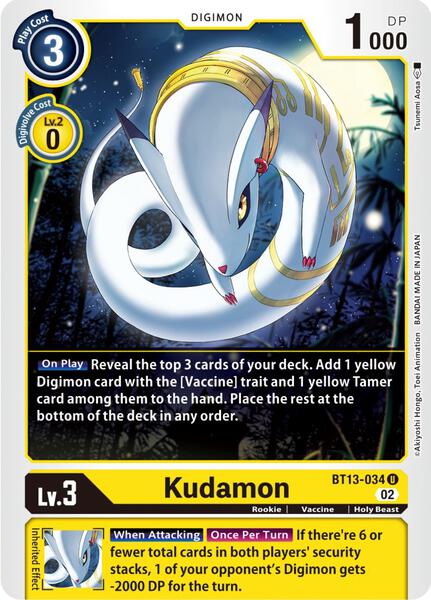 Play Cost
3
DIGIMON
DP
1000
Digivolve Cost
Lv.2
0
Tsunemi Aosa
©Akiyoshi Hongo, Toei Animation BANDAI MADE IN JAPAN
On Play Reveal the top 3 cards of your deck. Add 1 yellow
Digimon card with the [Vaccine] trait and 1 yellow Tamer
card among them to the hand. Place the rest at the
bottom of the deck in any order.
Lv.3
Kudamon
BT13-034 U
02
Rookie | Vaccine | Holy Beast
Inherited Effect
When Attacking Once Per Turn If there're 6 or
fewer total cards in both players' security
stacks, 1 of your opponent's Digimon gets
-2000 DP for the turn.